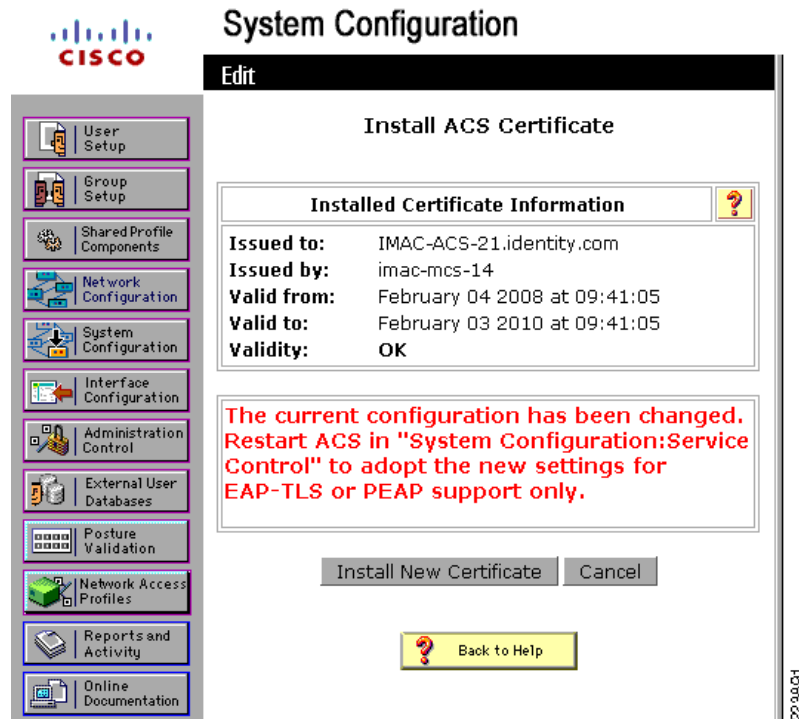 CISCO
System Configuration
Edit
User
Setup
Group
Setup
Shared Profile
Components
Network
Configuration
System
Configuration
Interface
Configuration
Administration
Control
External User
Databases
Posture
Validation
Network Access
Profiles
Reports and
Activity
Online
Documentation
Install ACS Certificate
Installed Certificate Information
?
Issued to: IMAC-ACS-21.identity.com
Issued by: imac-mcs-14
Valid from: February 04 2008 at 09:41:05
Valid to: February 03 2010 at 09:41:05
Validity: OK
The current configuration has been changed.
Restart ACS in "System Configuration:Service
Control" to adopt the new settings for
EAP-TLS or PEAP support only.
Install New Certificate
Cancel
? Back to Help